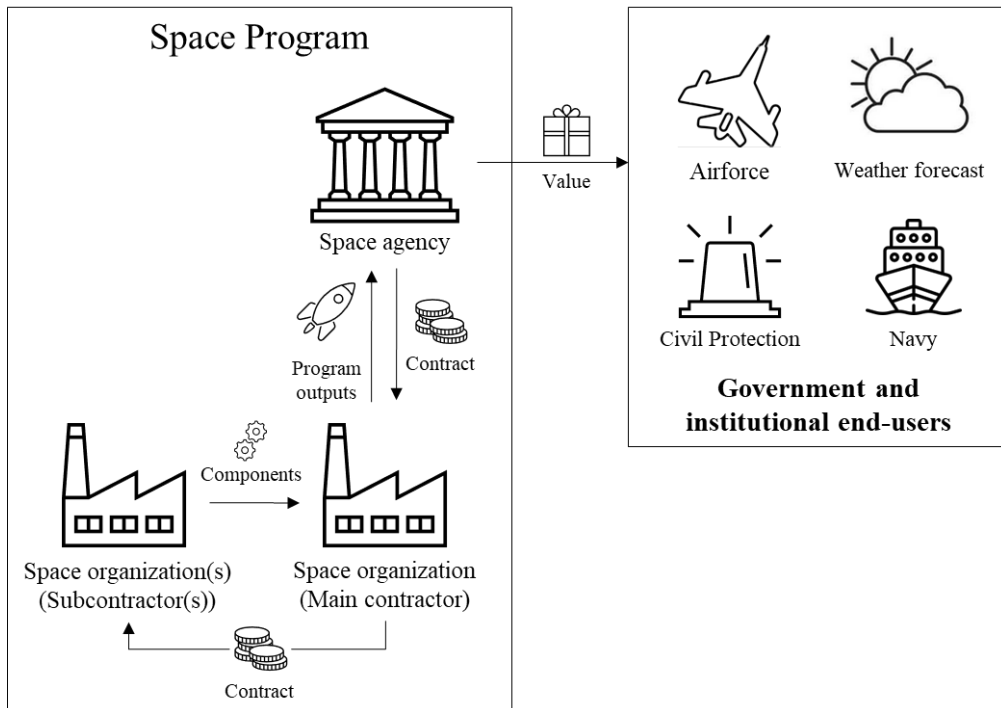 Space Program
Space agency
Program
outputs
Contract
Components
Space organization(s)
(Subcontractor(s))
Space organization
(Main contractor)
Contract
Value
Airforce
Weather forecast
Civil Protection
Navy
Government and
institutional end-users